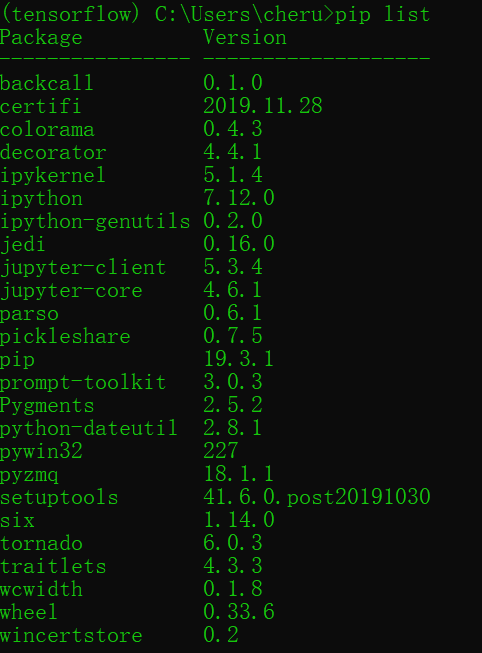 (tensorflow) C:\Users\cheru>pip list
Package          Version
---------------- -------------------
backcall         0.1.0
certifi          2019.11.28
colorama         0.4.3
decorator        4.4.1
ipykernel        5.1.4
ipython          7.12.0
ipython-genutils 0.2.0
jedi             0.16.0
jupyter-client   5.3.4
jupyter-core     4.6.1
parso            0.6.1
pickleshare      0.7.5
pip              19.3.1
prompt-toolkit   3.0.3
Pygments         2.5.2
python-dateutil  2.8.1
pywin32          227
pyzmq            18.1.1
setuptools       41.6.0.post20191030
six              1.14.0
tornado          6.0.3
traitlets        4.3.3
wcwidth          0.1.8
wheel            0.33.6
wincertstore     0.2